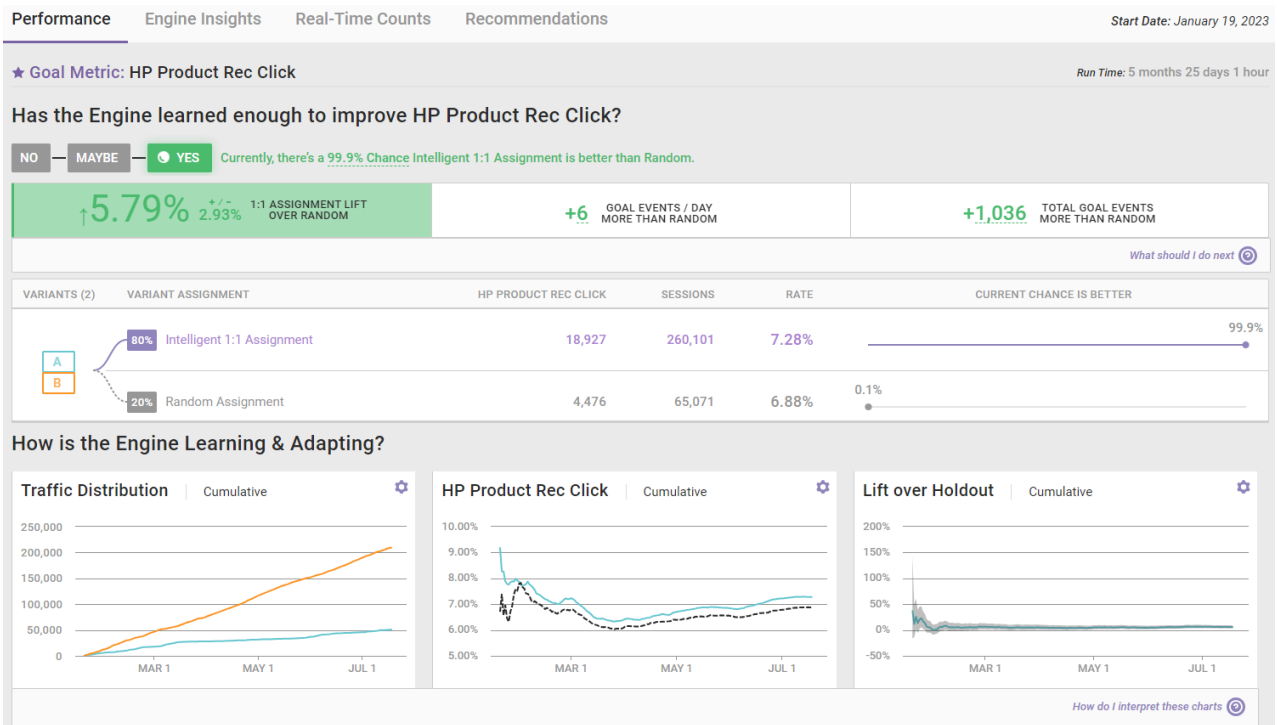 Performance Engine Insights Real-Time Counts Recommendations Start Date: January 19, 2023
★ Goal Metric: HP Product Rec Click Run Time: 5 months 25 days 1 hour
Has the Engine learned enough to improve HP Product Rec Click?
NO MAYBE YES Currently, there's a 99.9% Chance Intelligent 1:1 Assignment is better than Random.
↑5.79% +/- 2.93% 1:1 ASSIGNMENT LIFT OVER RANDOM
+6 GOAL EVENTS / DAY MORE THAN RANDOM
+1,036 TOTAL GOAL EVENTS MORE THAN RANDOM
What should I do next
VARIANTS (2) VARIANT ASSIGNMENT HP PRODUCT REC CLICK SESSIONS RATE CURRENT CHANCE IS BETTER
A
B
80% Intelligent 1:1 Assignment 18,927 260,101 7.28% 99.9%
20% Random Assignment 4,476 65,071 6.88% 0.1%
How is the Engine Learning & Adapting?
Traffic Distribution Cumulative
250,000
200,000
150,000
100,000
50,000
0
MAR 1 MAY 1 JUL 1
HP Product Rec Click Cumulative
10.00%
9.00%
8.00%
7.00%
6.00%
5.00%
MAR 1 MAY 1 JUL 1
Lift over Holdout Cumulative
200%
150%
100%
50%
0%
-50%
MAR 1 MAY 1 JUL 1
How do I interpret these charts